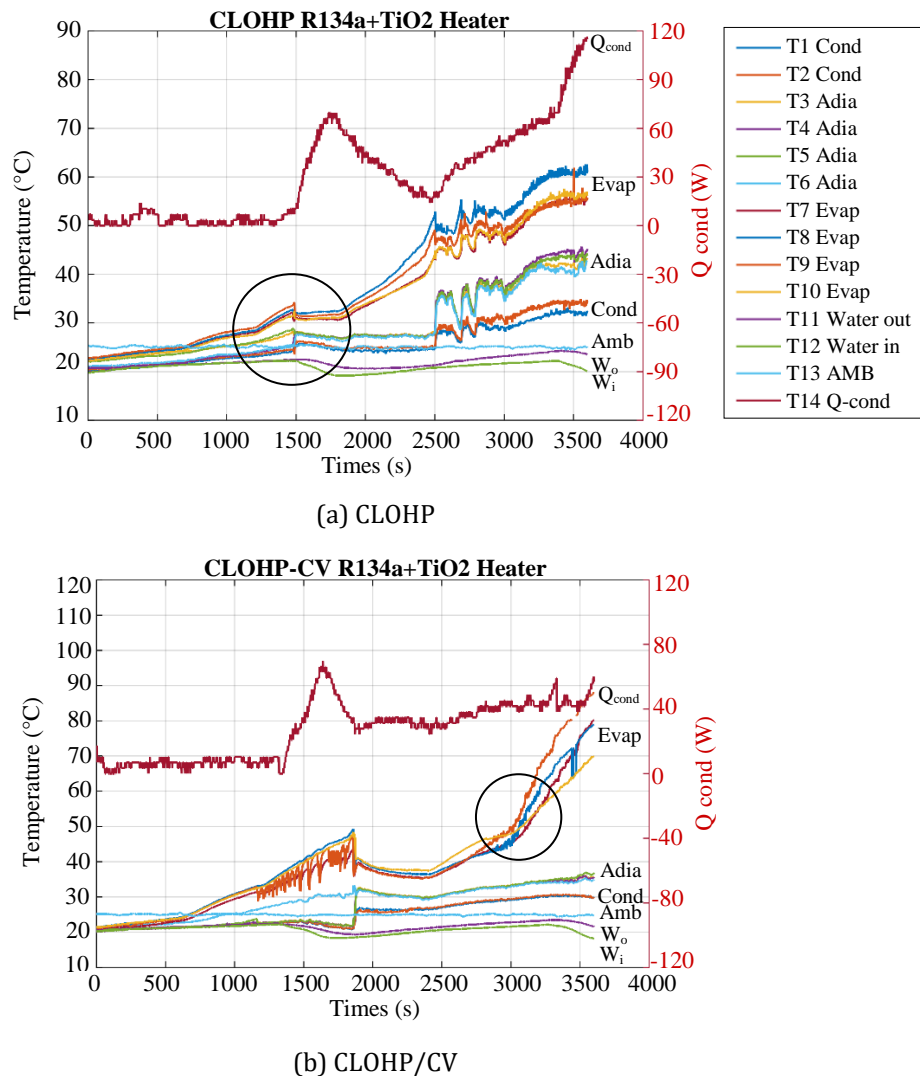 CLOHP R134a+TiO2 Heater
90
80
70
60
50
40
30
20
10
Temperature (°C)
0 500 1000 1500 2000 2500 3000 3500 4000
Times (s)
120
90
60
30
0
-30
-60
-90
-120
Q cond (W)
Qcond
Evap
Adia
Cond
Amb
Wo
Wi
T1 Cond
T2 Cond
T3 Adia
T4 Adia
T5 Adia
T6 Adia
T7 Evap
T8 Evap
T9 Evap
T10 Evap
T11 Water out
T12 Water in
T13 AMB
T14 Q-cond
(a) CLOHP
CLOHP-CV R134a+TiO2 Heater
120
110
100
90
80
70
60
50
40
30
20
10
Temperature (°C)
0 500 1000 1500 2000 2500 3000 3500 4000
Times (s)
120
80
40
0
-40
-80
-120
Q cond (W)
Qcond
Evap
Adia
Cond
Amb
Wo
Wi
(b) CLOHP/CV